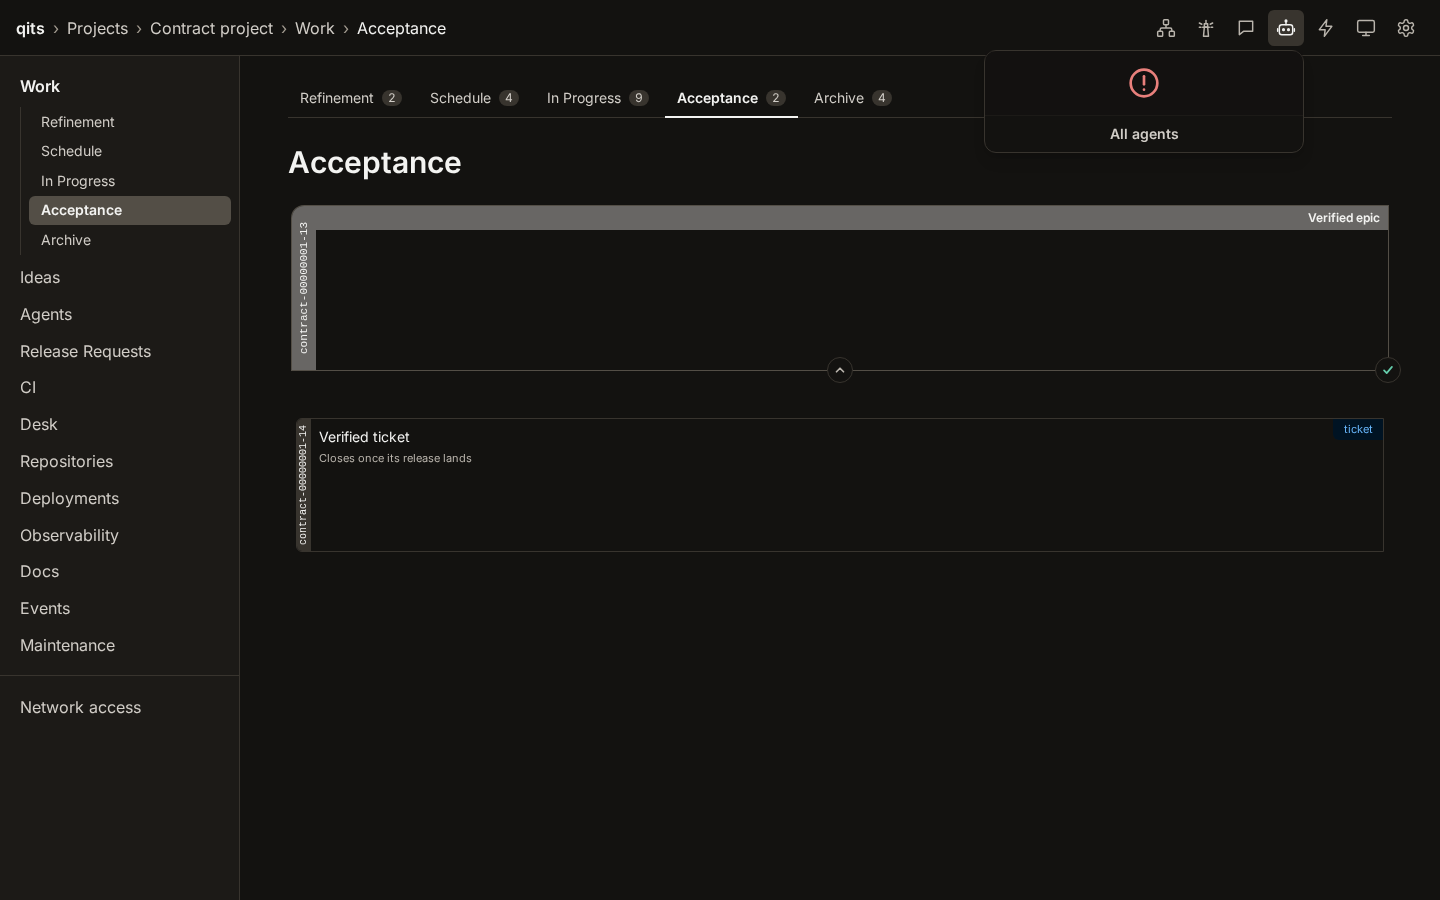 qits › Projects › Contract project › Work › Acceptance
All agents
Work
Refinement
Schedule
In Progress
Acceptance
Archive
Ideas
Agents
Release Requests
CI
Desk
Repositories
Deployments
Observability
Docs
Events
Maintenance
Network access
Refinement 2
Schedule 4
In Progress 9
Acceptance 2
Archive 4
Acceptance
Verified epic
contract-00000001-13
contract-00000001-14
Verified ticket
ticket
Closes once its release lands